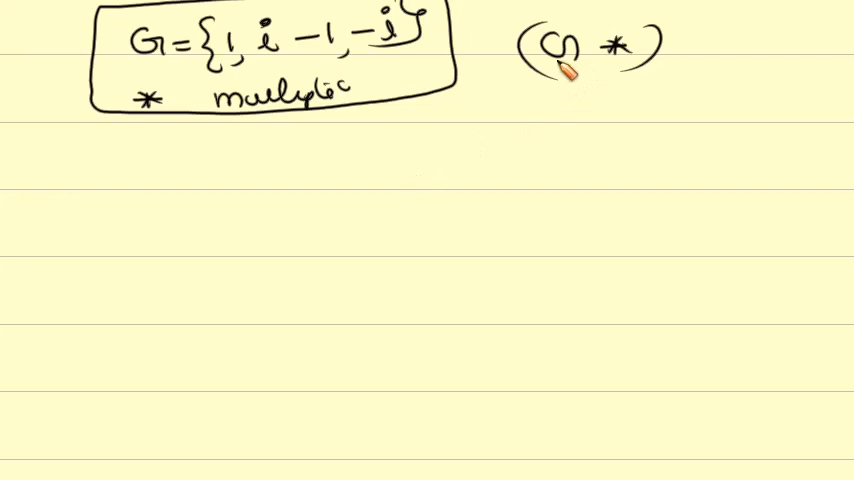 G = {1, i -1, -i} (G *)
* multiplic